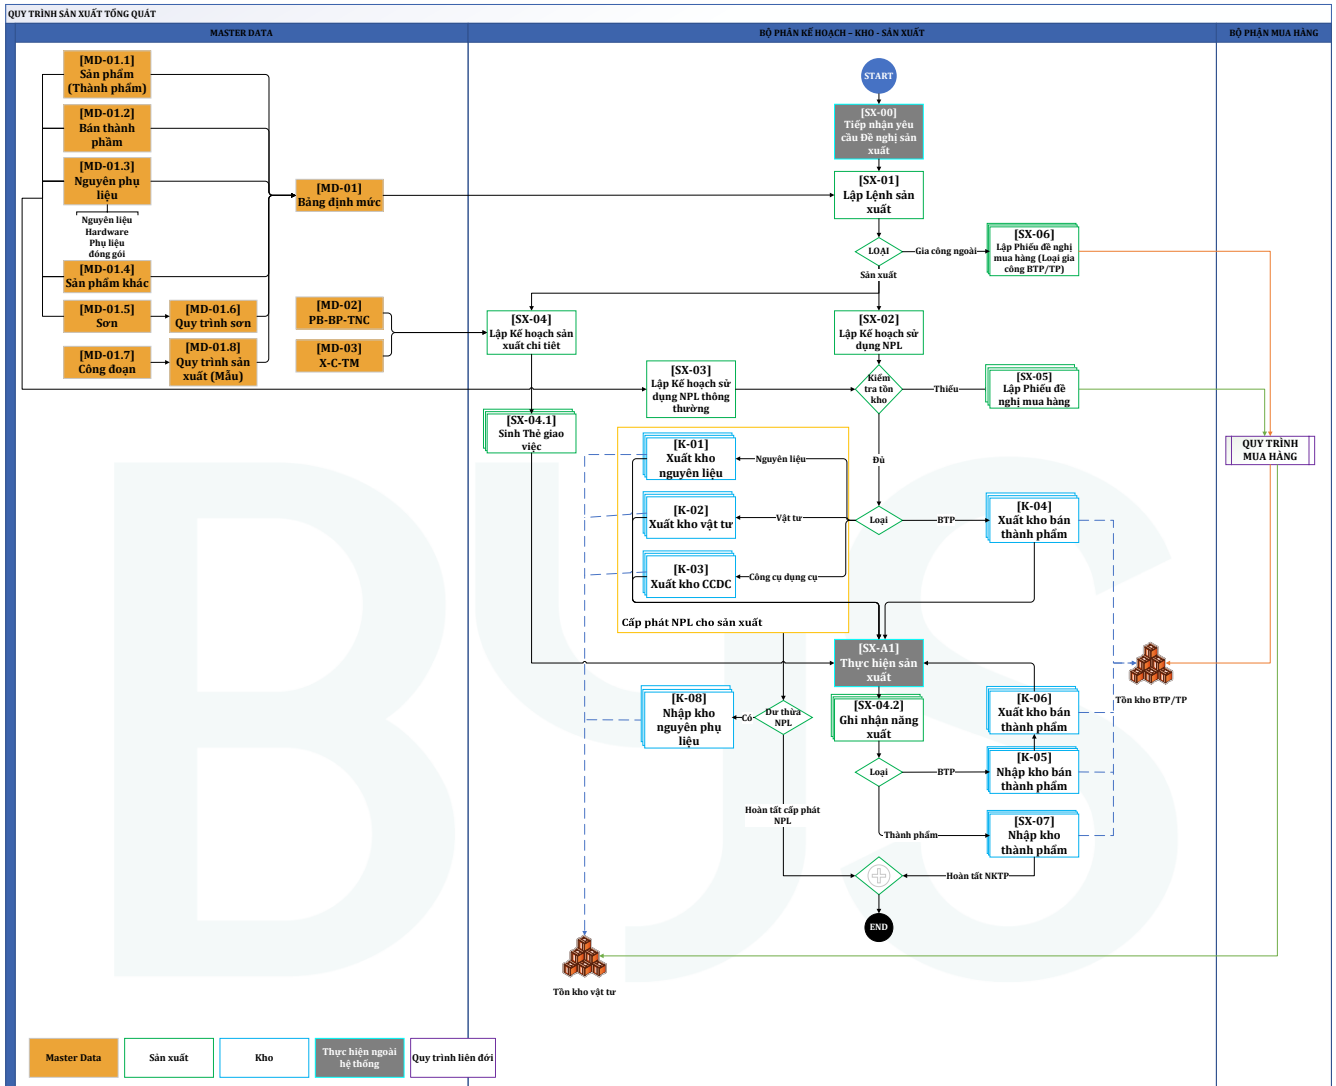 QUY TRÌNH SẢN XUẤT TỔNG QUÁT
MASTER DATA
BỘ PHẬN KẾ HOẠCH – KHO - SẢN XUẤT
BỘ PHẬN MUA HÀNG
[MD-01.1]
Sản phẩm
(Thành phẩm)
[MD-01.2]
Bán thành
phầm
[MD-01.3]
Nguyên phụ
liệu
Nguyên liệu
Hardware
Phụ liệu
đóng gói
[MD-01.4]
Sản phẩm khác
[MD-01.5]
Sơn
[MD-01.6]
Quy trình sơn
[MD-01.7]
Công đoạn
[MD-01.8]
Quy trình sản
xuất (Mẫu)
[MD-01]
Bảng định mức
[MD-02]
PB-BP-TNC
[MD-03]
X-C-TM
START
[SX-00]
Tiếp nhận yêu
cầu Đề nghị sản
xuất
[SX-01]
Lập Lệnh sản
xuất
LOẠI
Gia công ngoài
[SX-06]
Lập Phiếu đề nghị
mua hàng (Loại gia
công BTP/TP)
Sản xuất
[SX-04]
Lập Kế hoạch sản
xuất chi tiết
[SX-02]
Lập Kế hoạch sử
dụng NPL
[SX-03]
Lập Kế hoạch sử
dụng NPL thông
thường
Kiểm
tra tồn
kho
Thiếu
[SX-05]
Lập Phiếu đề
nghị mua hàng
[SX-04.1]
Sinh Thẻ giao
việc
QUY TRÌNH
MUA HÀNG
[K-01]
Xuất kho
nguyên liệu
Nguyên liệu
Đủ
[K-02]
Xuất kho vật tư
Vật tư
Loại
BTP
[K-04]
Xuất kho bán
thành phẩm
[K-03]
Xuất kho CCDC
Công cụ dụng cụ
Cấp phát NPL cho sản xuất
[SX-A1]
Thực hiện sản
xuất
Tồn kho BTP/TP
[K-08]
Nhập kho
nguyên phụ
liệu
Có
Dư thừa
NPL
[SX-04.2]
Ghi nhận năng
xuất
[K-06]
Xuất kho bán
thành phẩm
Loại
BTP
[K-05]
Nhập kho bán
thành phẩm
Hoàn tất cấp phát
NPL
Thành phẩm
[SX-07]
Nhập kho
thành phẩm
Hoàn tất NKTP
END
Tồn kho vật tư
Master Data
Sản xuất
Kho
Thực hiện ngoài
hệ thống
Quy trình liên đới
BJS